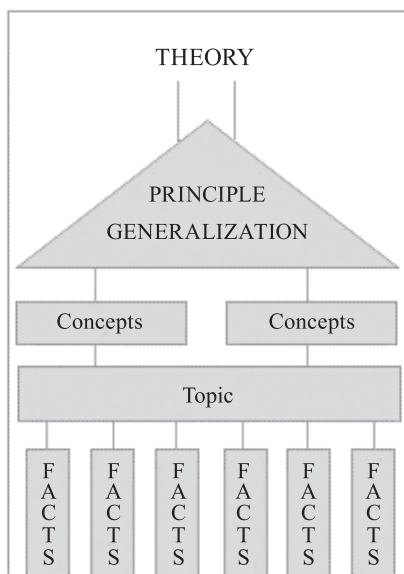 THEORY
PRINCIPLE
GENERALIZATION
Concepts Concepts
Topic
FACTS FACTS FACTS FACTS FACTS FACTS